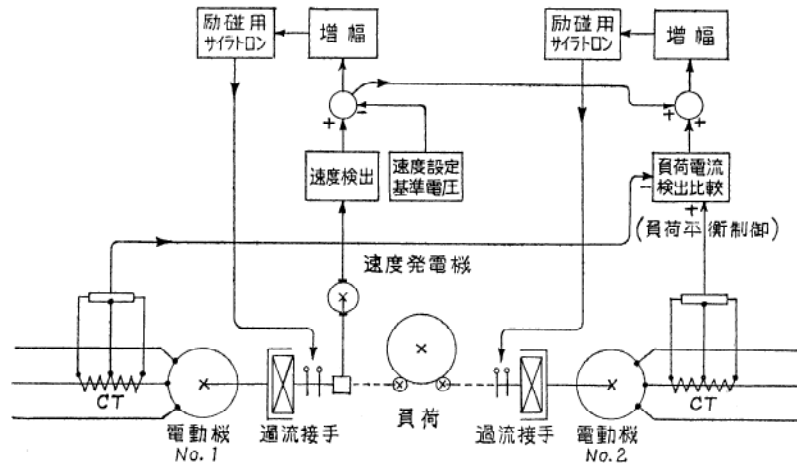 励磁用
サイラトロン
増幅
励磁用
サイラトロン
増幅
+
-
+
+
速度検出
速度設定
基準電圧
負荷電流
検出比較
-
+
(負荷平衡制御)
速度発電機
CT
CT
電動機
No.1
過流接手
負荷
過流接手
電動機
No.2